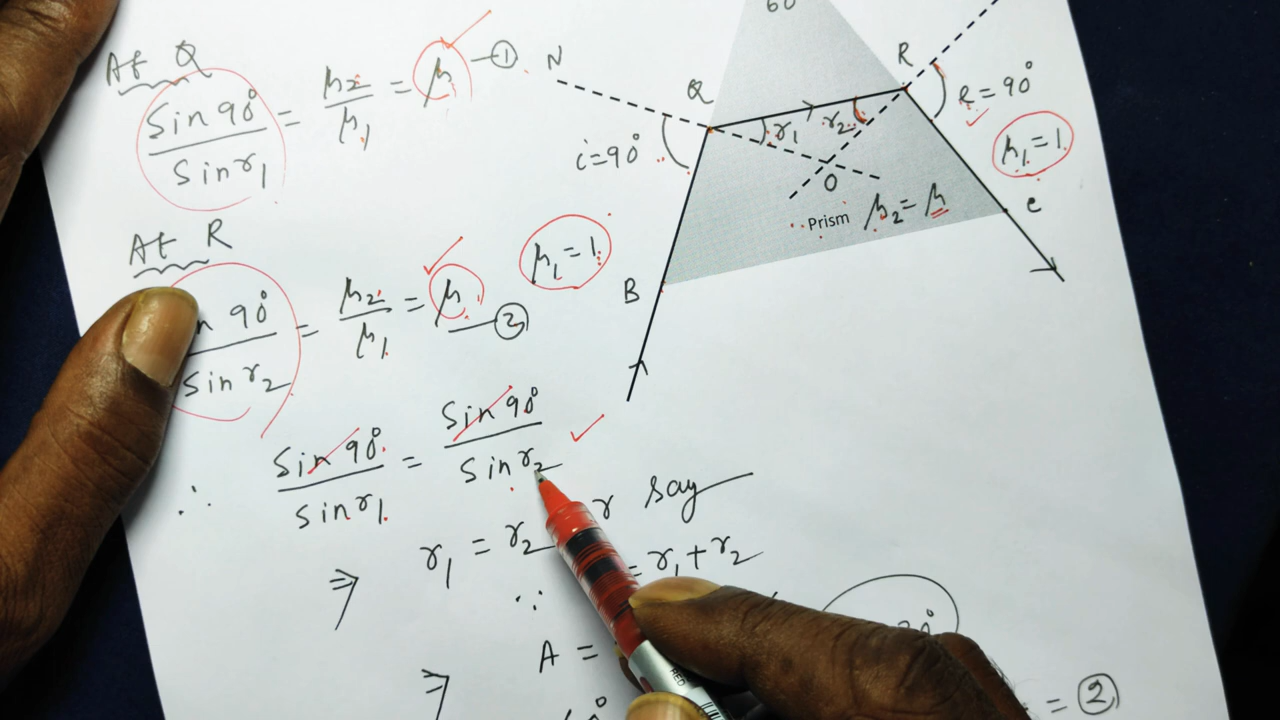 At Q
Sin 90° / Sin r₁ = μ₂ / μ₁ = μ — ①
At R
n 90° / Sin r₂ = μ₂ / μ₁ = μ — ②
μ₁ = 1
∴ Sin 90° / Sin r₁ = Sin 90° / Sin r₂
⇒ r₁ = r₂ r say
∵ = r₁ + r₂
A =
⇒
= ②
60
N
Q
R
i = 90°
r₁
r₂
e = 90°
μ₁ = 1
O
Prism μ₂ = μ
B
C
RED